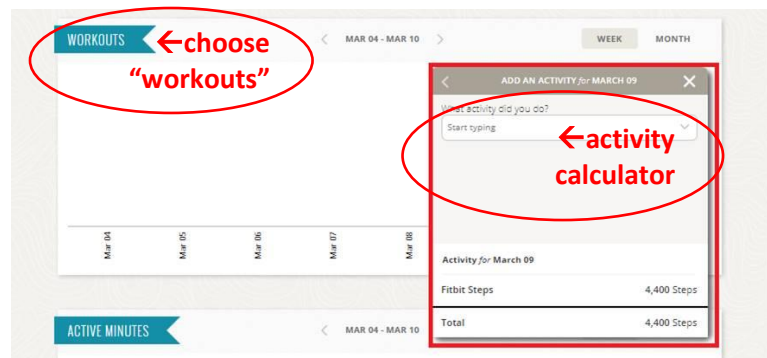 WORKOUTS
←choose
“workouts”
MAR 04 - MAR 10
WEEK
MONTH
ADD AN ACTIVITY for MARCH 09
What activity did you do?
Start typing
←activity
calculator
Mar 04
Mar 05
Mar 06
Mar 07
Mar 08
Activity for March 09
Fitbit Steps
4,400 Steps
Total
4,400 Steps
ACTIVE MINUTES
MAR 04 - MAR 10